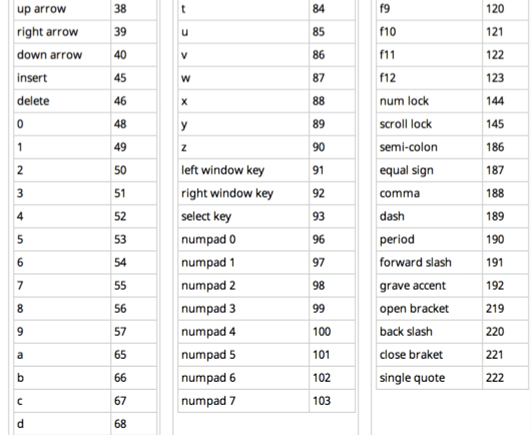 up arrow 38
right arrow 39
down arrow 40
insert 45
delete 46
0 48
1 49
2 50
3 51
4 52
5 53
6 54
7 55
8 56
9 57
a 65
b 66
c 67
d 68
t 84
u 85
v 86
w 87
x 88
y 89
z 90
left window key 91
right window key 92
select key 93
numpad 0 96
numpad 1 97
numpad 2 98
numpad 3 99
numpad 4 100
numpad 5 101
numpad 6 102
numpad 7 103
f9 120
f10 121
f11 122
f12 123
num lock 144
scroll lock 145
semi-colon 186
equal sign 187
comma 188
dash 189
period 190
forward slash 191
grave accent 192
open bracket 219
back slash 220
close braket 221
single quote 222